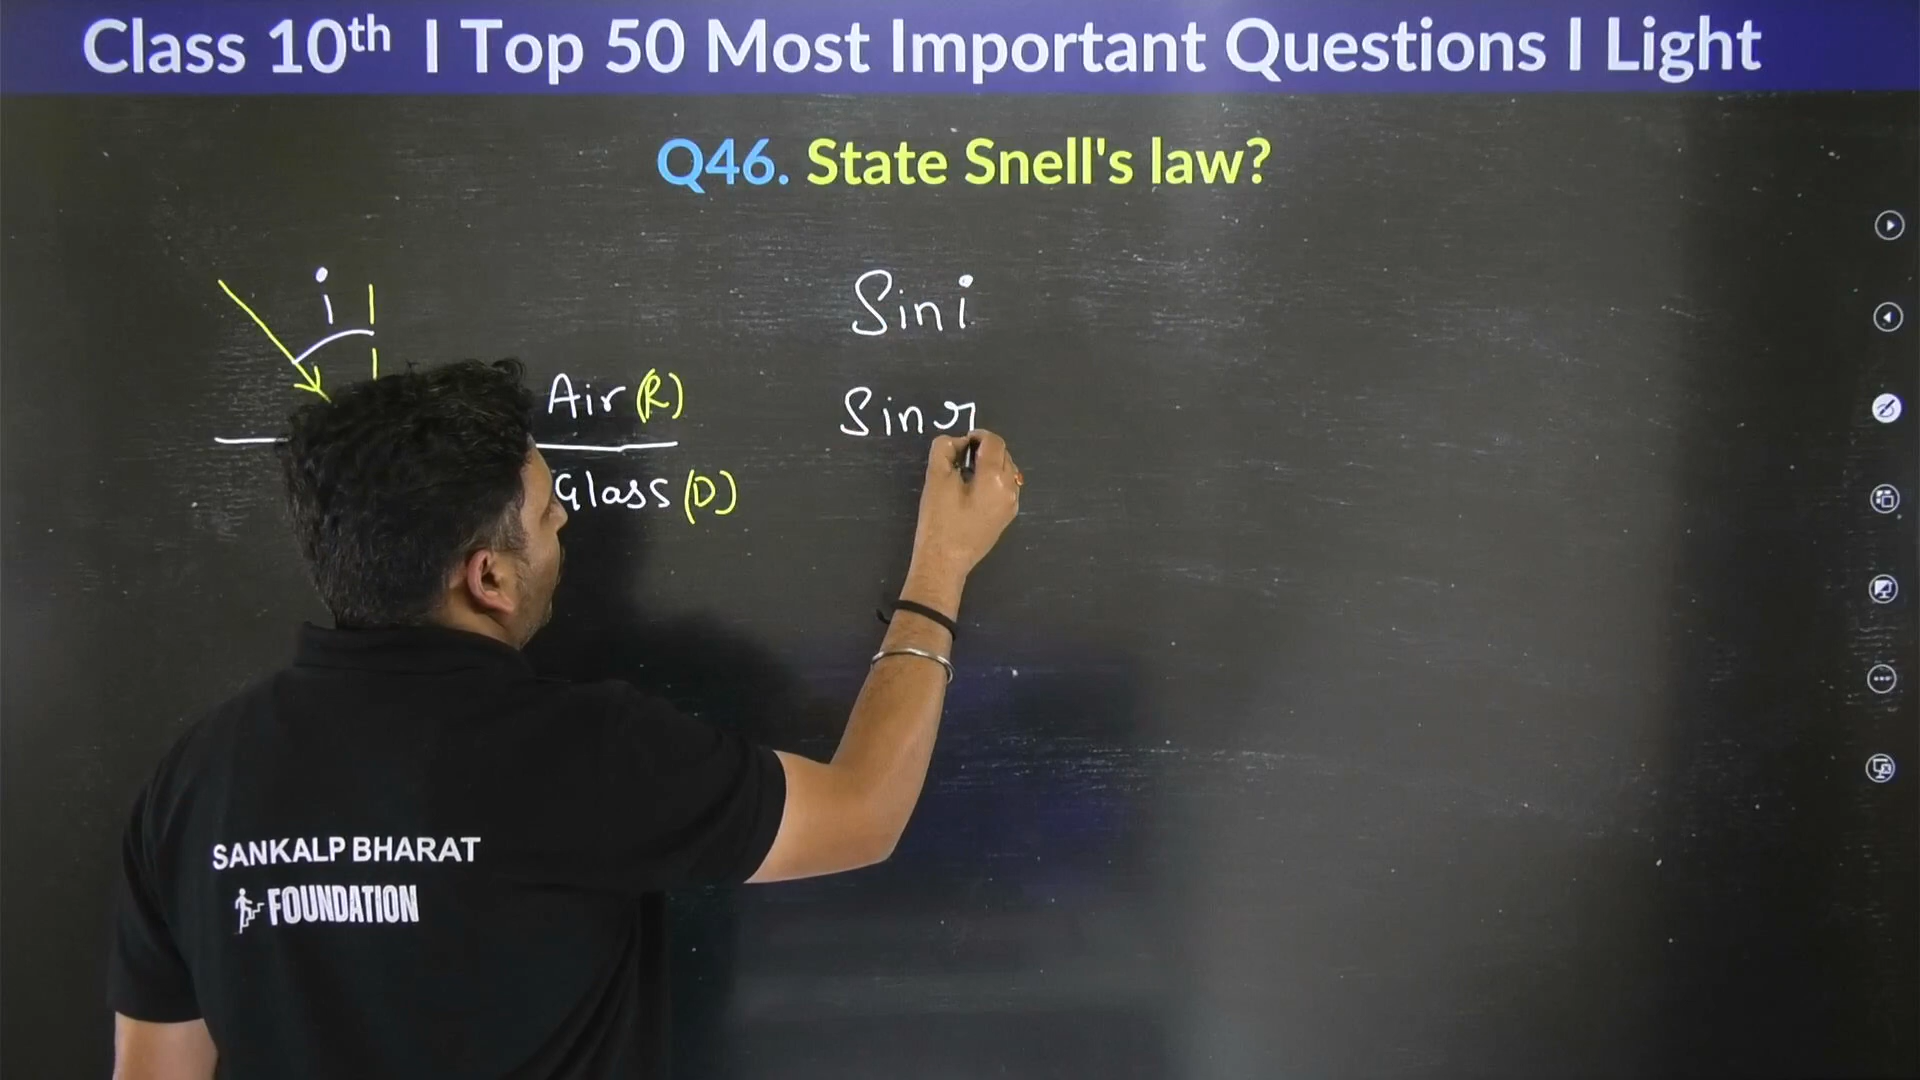 Class 10th I Top 50 Most Important Questions I Light
Q46. State Snell's law?
i
Sin i
Air (R)
Sin r
Glass (D)
SANKALP BHARAT
FOUNDATION